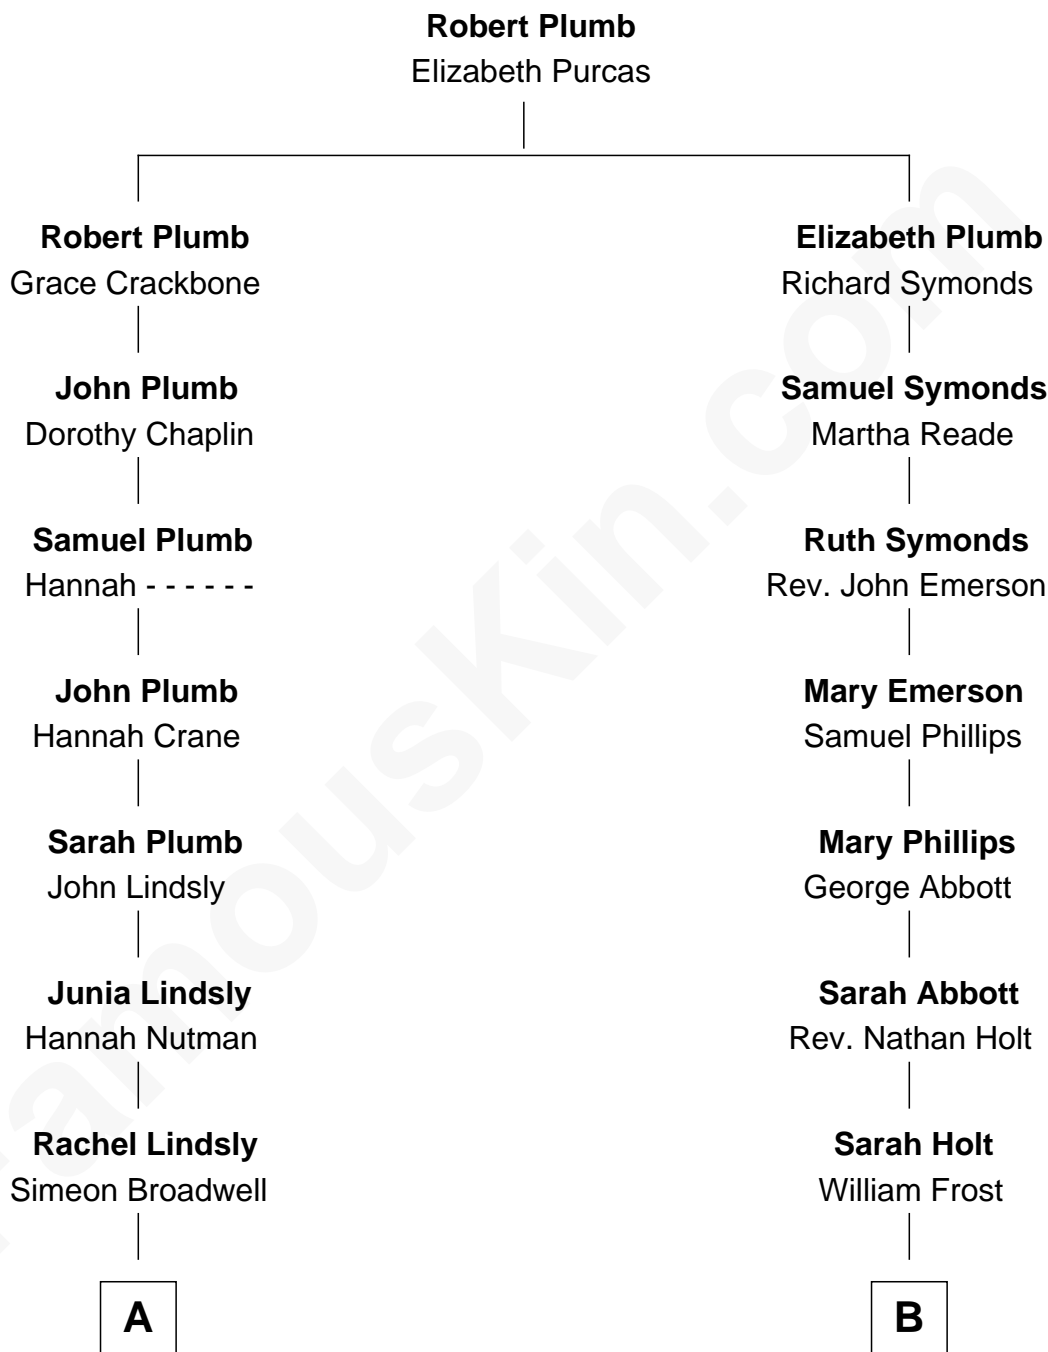 Robert Plumb
Elizabeth Purcas
Robert Plumb
Grace Crackbone
John Plumb
Dorothy Chaplin
Samuel Plumb
Hannah - - - - - -
John Plumb
Hannah Crane
Sarah Plumb
John Lindsly
Junia Lindsly
Hannah Nutman
Rachel Lindsly
Simeon Broadwell
A
Elizabeth Plumb
Richard Symonds
Samuel Symonds
Martha Reade
Ruth Symonds
Rev. John Emerson
Mary Emerson
Samuel Phillips
Mary Phillips
George Abbott
Sarah Abbott
Rev. Nathan Holt
Sarah Holt
William Frost
B
FamousKin.com